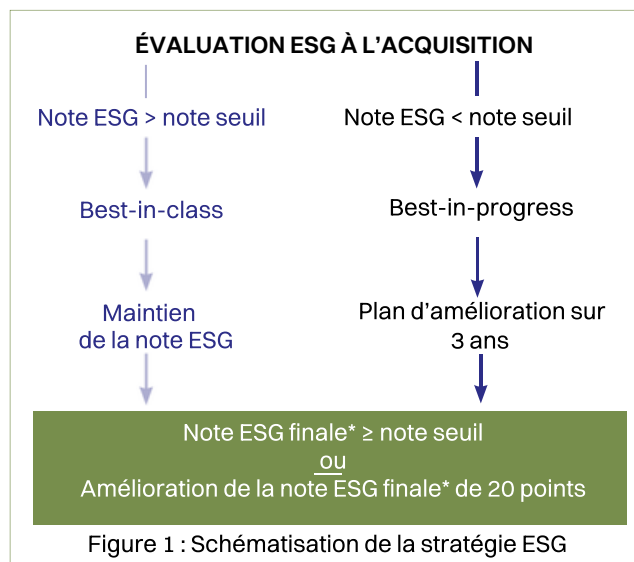 ÉVALUATION ESG À L'ACQUISITION
Note ESG > note seuil
Note ESG < note seuil
Best-in-class
Best-in-progress
Maintien
de la note ESG
Plan d'amélioration sur
3 ans
Note ESG finale* ≥ note seuil
ou
Amélioration de la note ESG finale* de 20 points
Figure 1 : Schématisation de la stratégie ESG